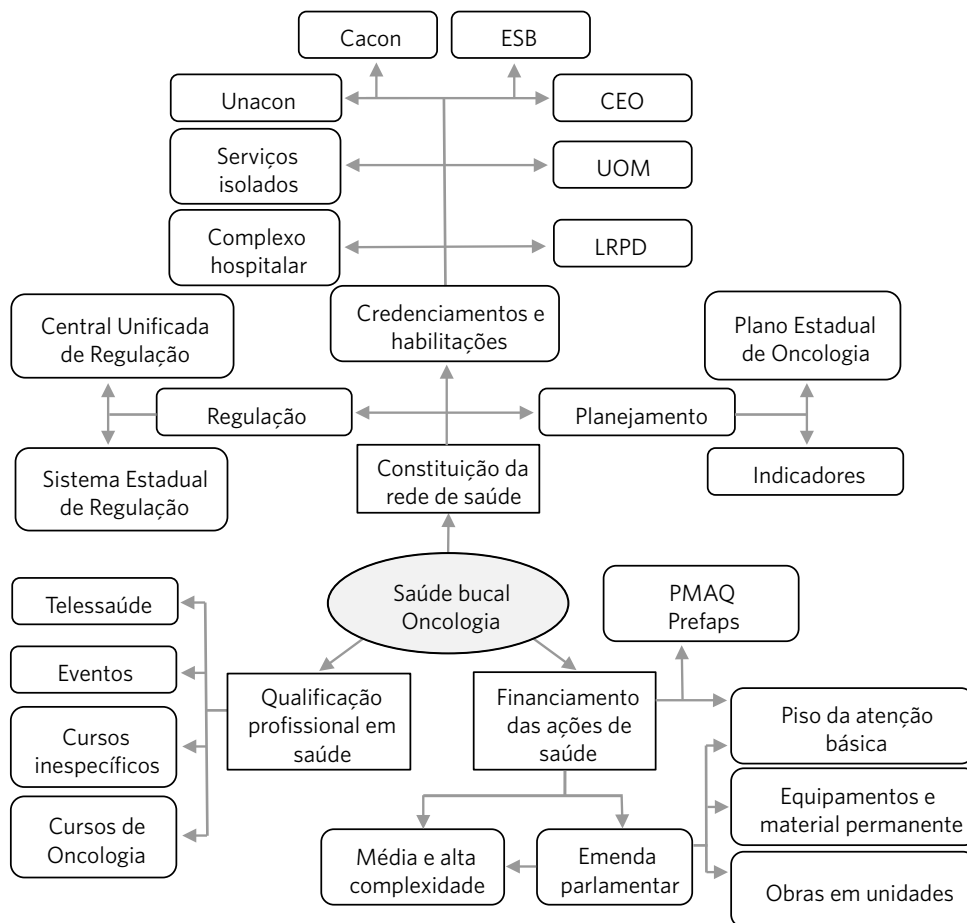 Cacon
ESB
Unacon
CEO
Serviços
isolados
UOM
Complexo
hospitalar
LRPD
Credenciamentos e
habilitações
Central Unificada
de Regulação
Plano Estadual
de Oncologia
Regulação
Planejamento
Sistema Estadual
de Regulação
Constituição da
rede de saúde
Indicadores
Saúde bucal
Oncologia
PMAQ
Prefaps
Telessaúde
Eventos
Cursos
inespecíficos
Cursos de
Oncologia
Qualificação
profissional em
saúde
Financiamento
das ações de
saúde
Piso da atenção
básica
Equipamentos e
material permanente
Obras em unidades
Média e alta
complexidade
Emenda
parlamentar